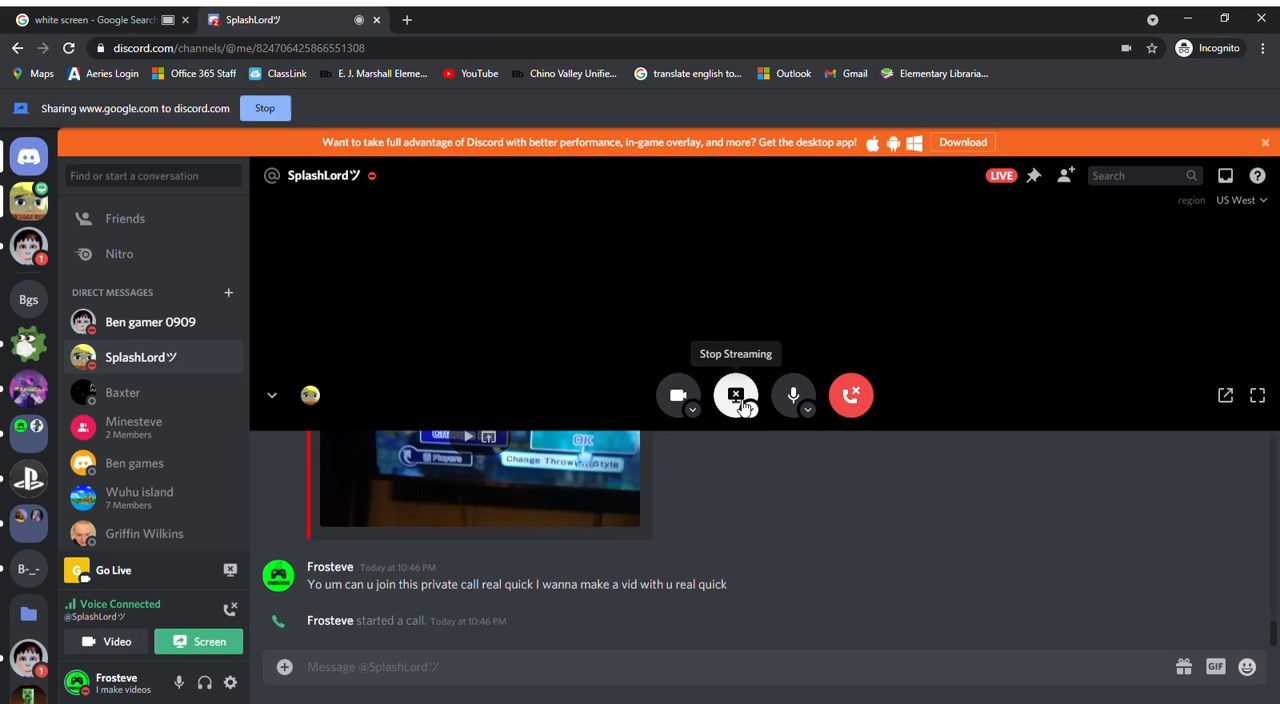 white screen - Google Searc
SplashLordツ
discord.com/channels/@me/824706425866551308
Incognito
Maps
Aeries Login
Office 365 Staff
ClassLink
Bb E. J. Marshall Eleme...
YouTube
Bb Chino Valley Unifie...
translate english to...
Outlook
Gmail
Elementary Libraria...
Sharing www.google.com to discord.com
Stop
Want to take full advantage of Discord with better performance, in-game overlay, and more? Get the desktop app!
Download
Find or start a conversation
@ SplashLordツ
LIVE
Search
region US West
Friends
Nitro
DIRECT MESSAGES
Ben gamer 0909
SplashLordツ
Baxter
Minesteve
2 Members
Ben games
Wuhu island
7 Members
Griffin Wilkins
Bgs
B-_-
1
1
2
Stop Streaming
OK
Players
Go Live
Voice Connected
@SplashLordツ
Video
Screen
Frosteve
I make videos
Frosteve Today at 10:46 PM
Yo um can u join this private call real quick I wanna make a vid with u real quick
Frosteve started a call. Today at 10:46 PM
Message @SplashLordツ
GIF